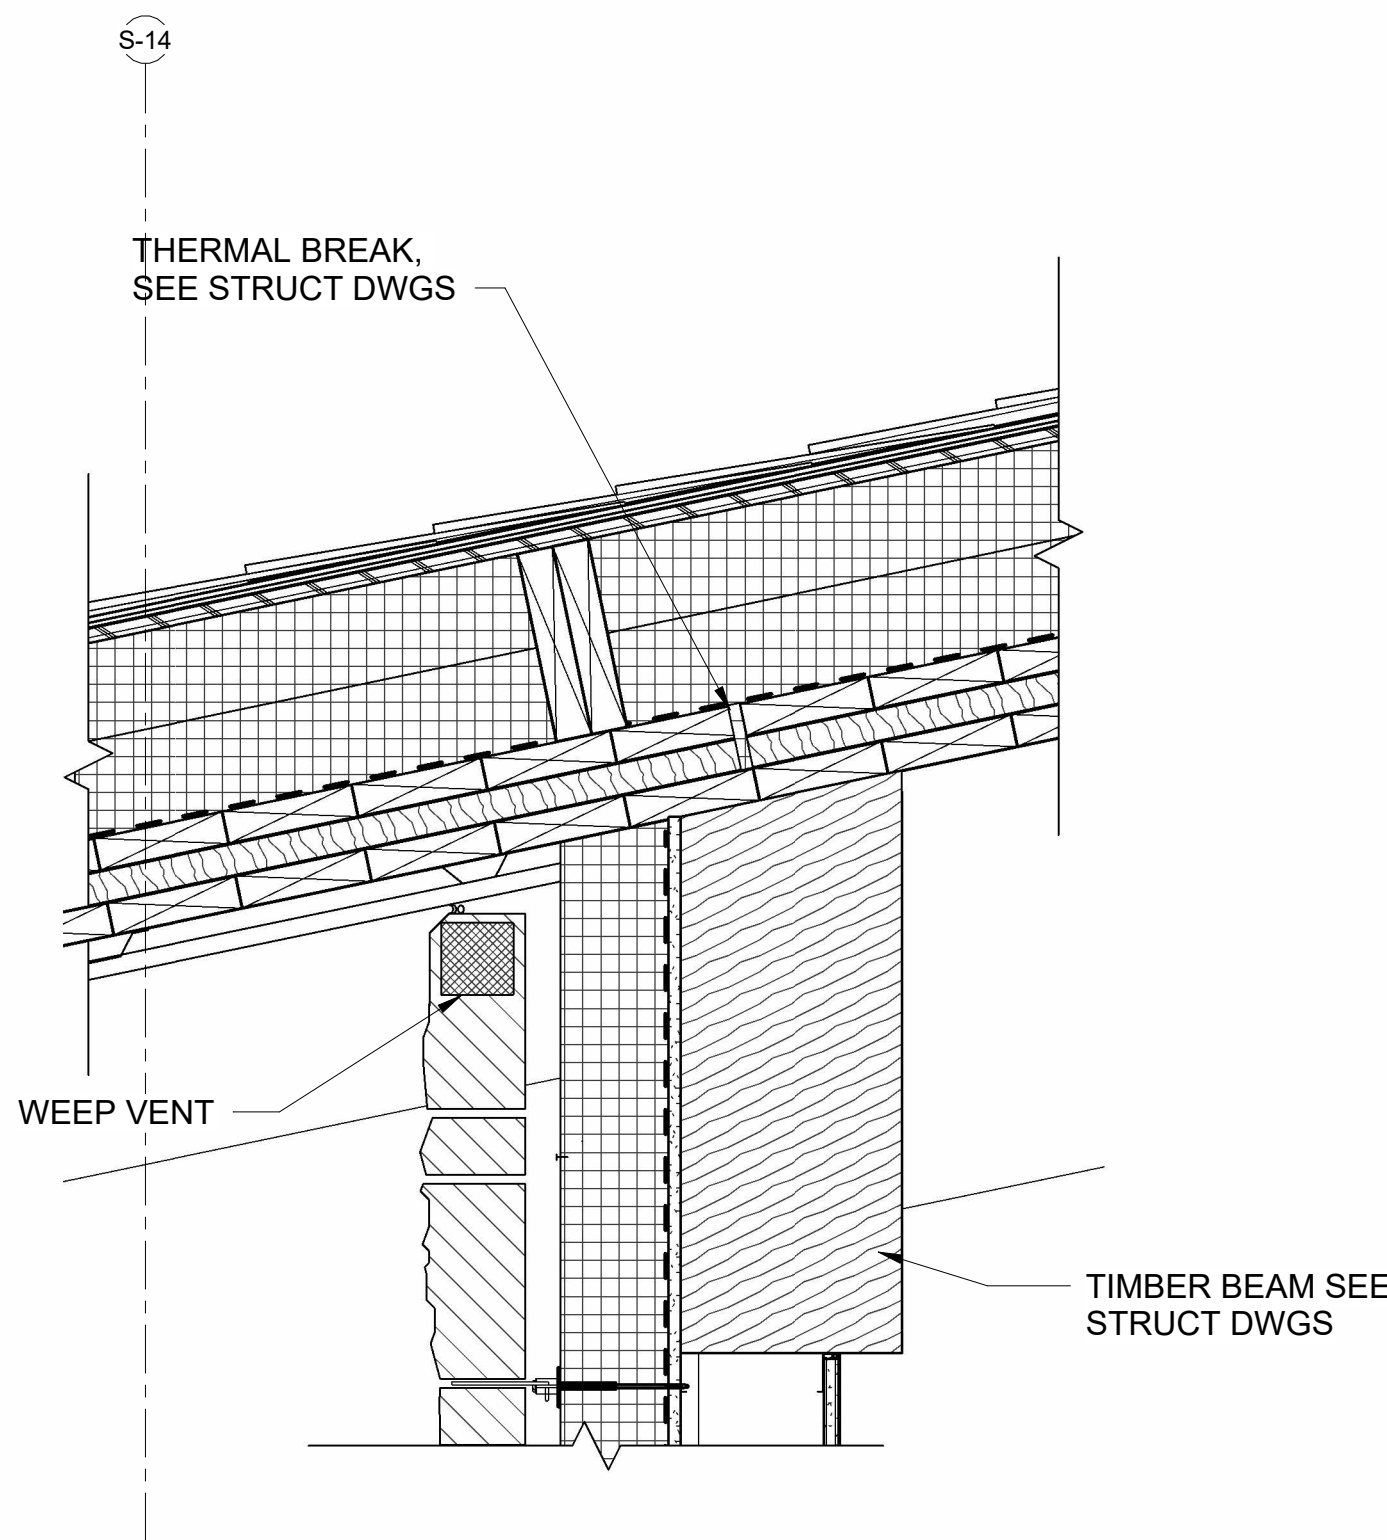 S-14
THERMAL BREAK,
SEE STRUCT DWGS
WEEP VENT
TIMBER BEAM SEE
STRUCT DWGS